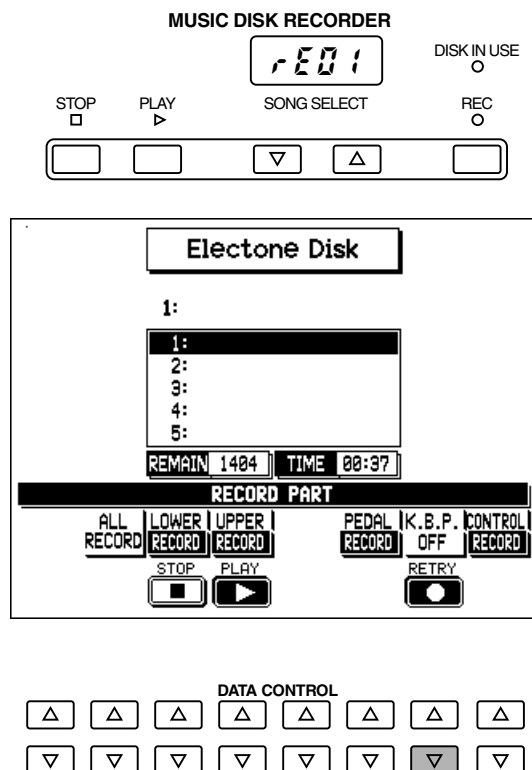 MUSIC DISK RECORDER
rE01
DISK IN USE
STOP PLAY SONG SELECT REC
Electone Disk
1:
1:
2:
3:
4:
5:
REMAIN 1404 TIME 00:37
RECORD PART
ALL LOWER UPPER PEDAL K.B.P. CONTROL
RECORD RECORD RECORD RECORD OFF RECORD
STOP PLAY RETRY
DATA CONTROL